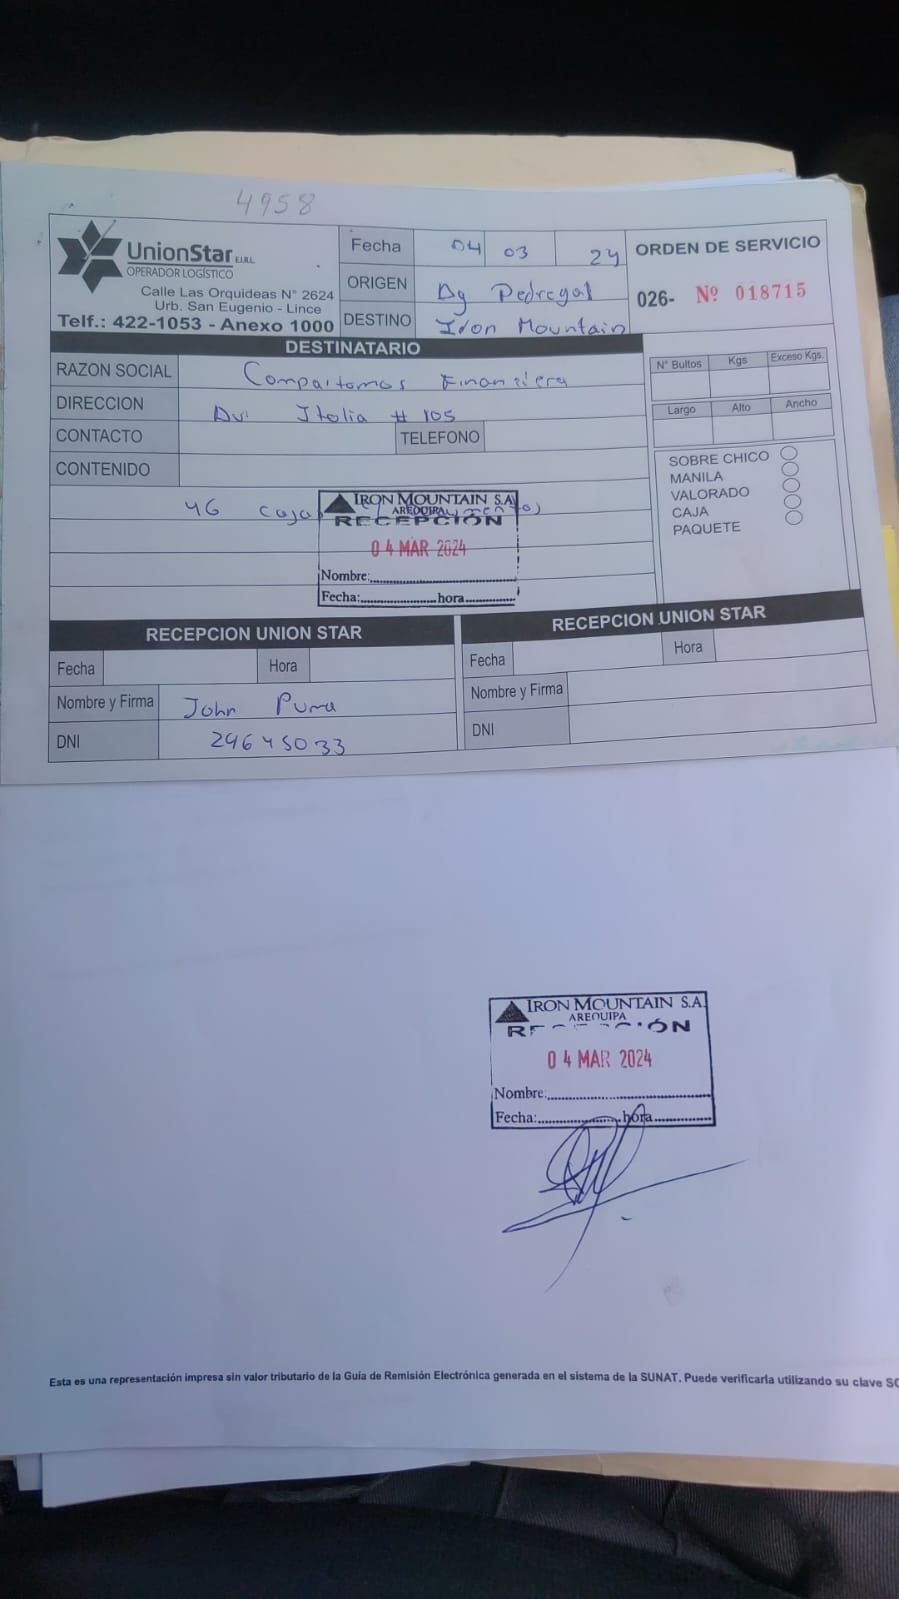 4958
UnionStar E.I.R.L.
OPERADOR LOGÍSTICO
Calle Las Orquideas N° 2624
Urb. San Eugenio - Lince
Telf.: 422-1053 - Anexo 1000
Fecha 04 03 24
ORIGEN Ag Pedregal
DESTINO Iron Mountain
ORDEN DE SERVICIO
026- Nº 018715
DESTINATARIO
RAZON SOCIAL Compartamos Financiera
DIRECCION Av. Italia # 105
CONTACTO TELEFONO
CONTENIDO
46 Cajas
IRON MOUNTAIN S.A.
AREQUIPA
RECEPCIÓN
04 MAR 2024
Nombre:
Fecha: hora
N° Bultos Kgs Exceso Kgs.
Largo Alto Ancho
SOBRE CHICO
MANILA
VALORADO
CAJA
PAQUETE
RECEPCION UNION STAR
Fecha Hora
Nombre y Firma John Puma
DNI 29645033
RECEPCION UNION STAR
Fecha Hora
Nombre y Firma
DNI
IRON MOUNTAIN S.A.
AREQUIPA
RECEPCIÓN
04 MAR 2024
Nombre:
Fecha: hora
Esta es una representación impresa sin valor tributario de la Guía de Remisión Electrónica generada en el sistema de la SUNAT. Puede verificarla utilizando su clave SO